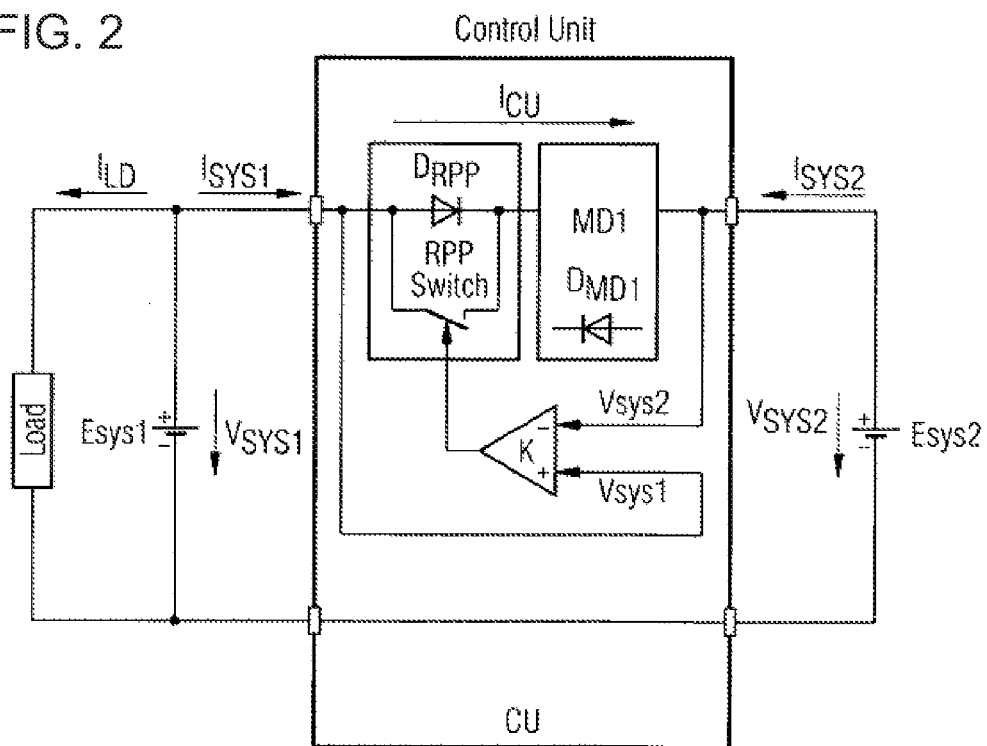 FIG. 2
Control Unit
ICU
ILD
ISYS1
DRPP
ISYS2
RPP
Switch
MD1
DMD1
Load
Esys1
+
-
VSYS1
K
-
+
Vsys2
Vsys1
VSYS2
+
-
Esys2
CU